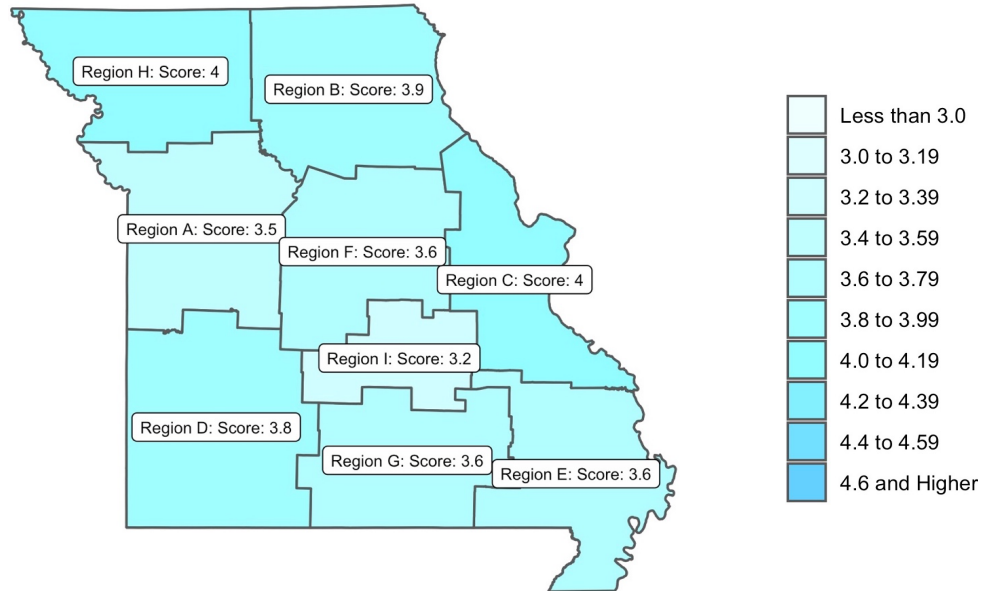 Region H: Score: 4
Region B: Score: 3.9
Region A: Score: 3.5
Region F: Score: 3.6
Region C: Score: 4
Region I: Score: 3.2
Region D: Score: 3.8
Region G: Score: 3.6
Region E: Score: 3.6
Less than 3.0
3.0 to 3.19
3.2 to 3.39
3.4 to 3.59
3.6 to 3.79
3.8 to 3.99
4.0 to 4.19
4.2 to 4.39
4.4 to 4.59
4.6 and Higher